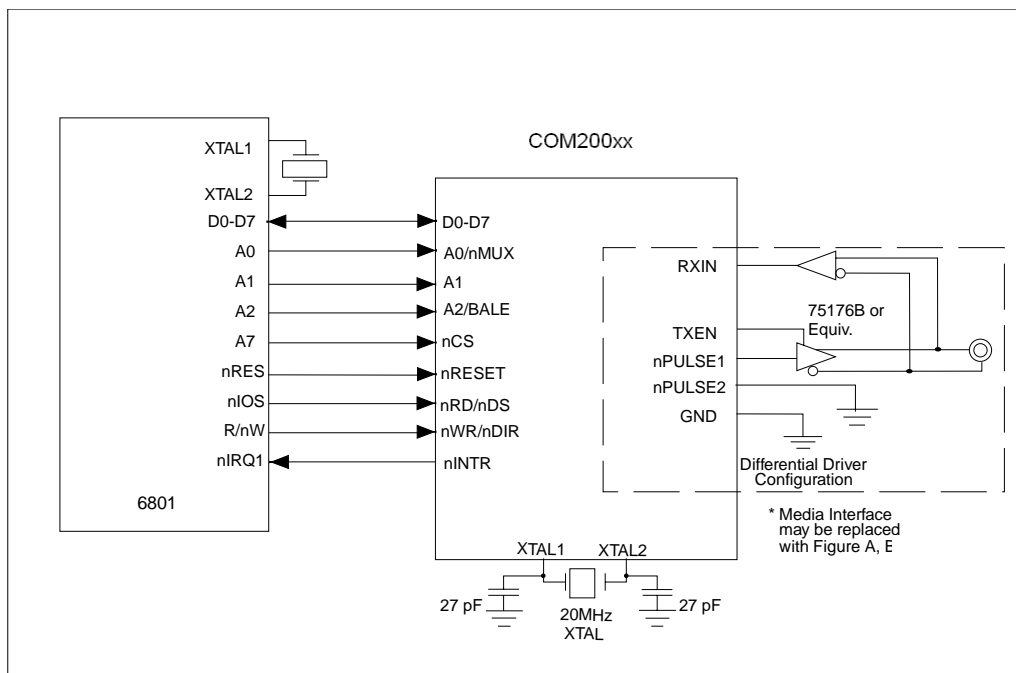 COM200xx
XTAL1
XTAL2
D0-D7
A0
A1
A2
A7
nRES
nIOS
R/nW
nIRQ1
6801
D0-D7
A0/nMUX
A1
A2/BALE
nCS
nRESET
nRD/nDS
nWR/nDIR
nINTR
RXIN
TXEN
nPULSE1
nPULSE2
GND
75176B or
Equiv.
Differential Driver
Configuration
* Media Interface
may be replaced
with Figure A,
XTAL1
XTAL2
27 pF
20MHz
XTAL
27 pF